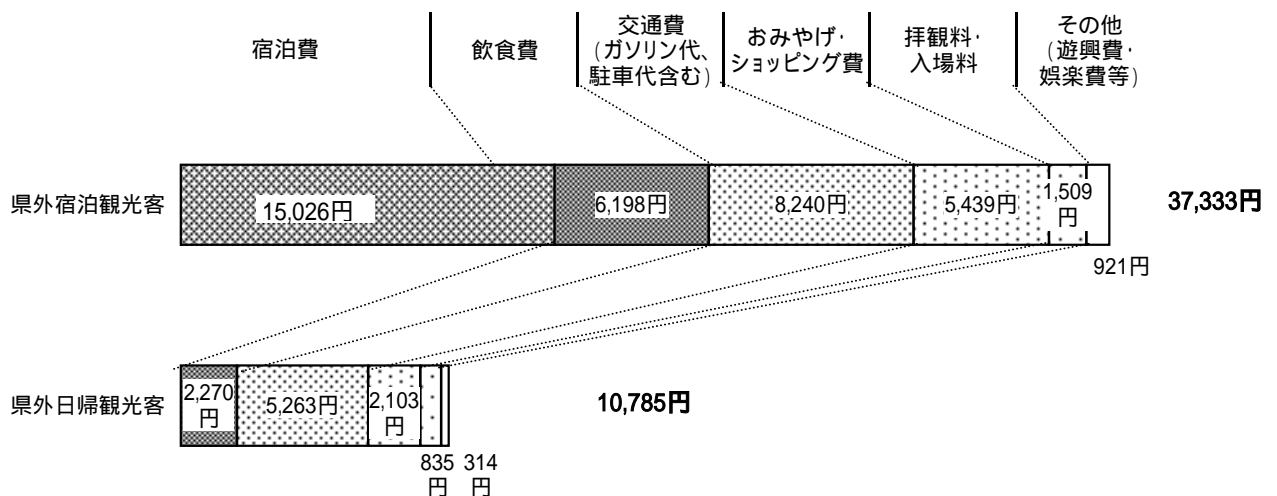 宿泊費
飲食費
交通費
(ガソリン代、
駐車代含む)
おみやげ・
ショッピング費
拝観料・
入場料
その他
(遊興費・
娯楽費等)
県外宿泊観光客
15,026円
6,198円
8,240円
5,439円
1,509
円
921円
37,333円
県外日帰観光客
2,270
円
5,263円
2,103
円
835
円
314
円
10,785円